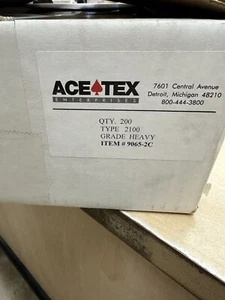 ACE TEX
ENTERPRISES
7601 Central Avenue
Detroit, Michigan 48210
800-444-3800
QTY. 200
TYPE 2100
GRADE HEAVY
ITEM # 9065-2C